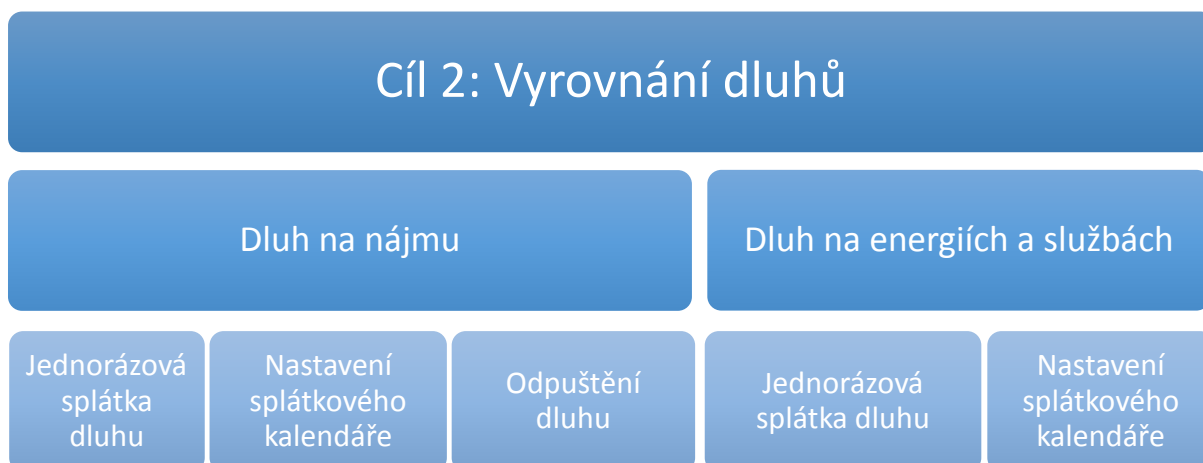 Cíl 2: Vyrovnání dluhů
Dluh na nájmu
Dluh na energiích a službách
Jednorázová
splátka
dluhu
Nastavení
splátkového
kalendáře
Odpuštění
dluhu
Jednorázová
splátka dluhu
Nastavení
splátkového
kalendáře